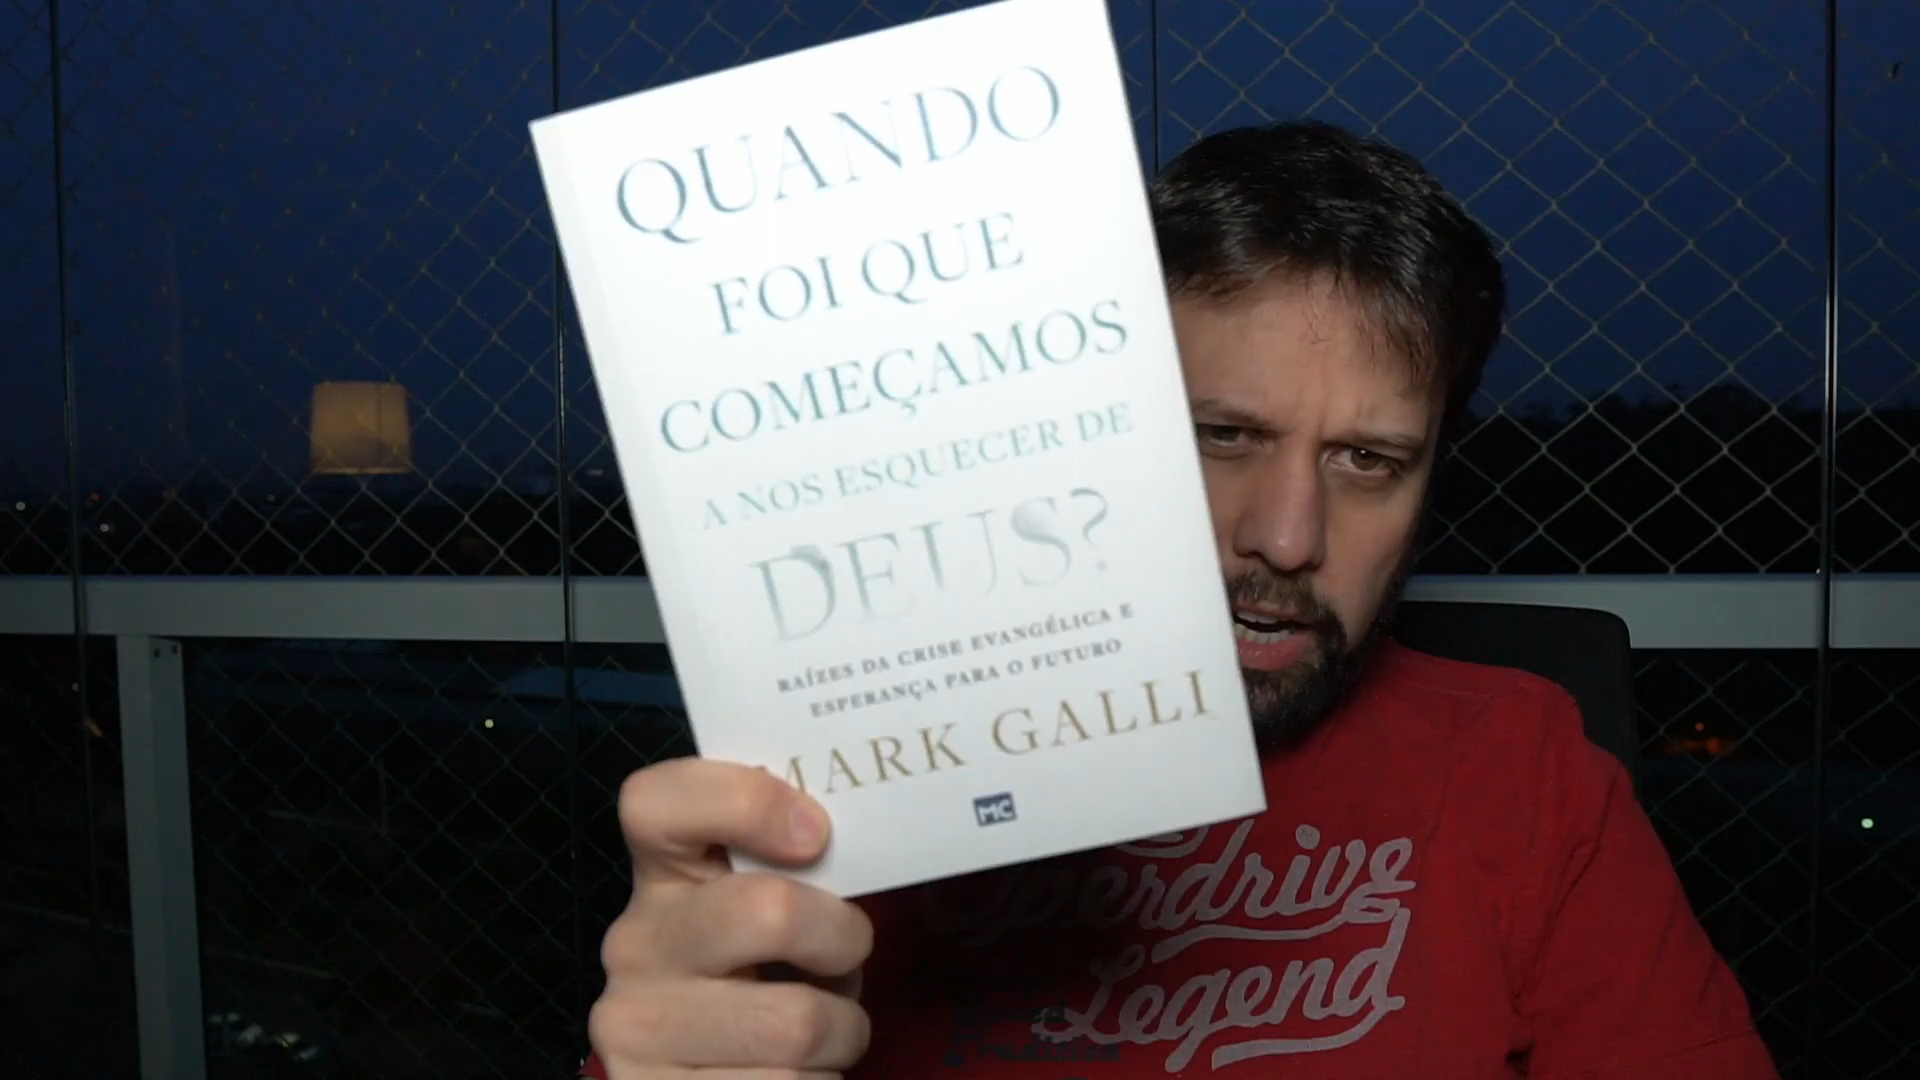 QUANDO
FOI QUE
COMEÇAMOS
A NOS ESQUECER DE
DEUS?
RAÍZES DA CRISE EVANGÉLICA E
ESPERANÇA PARA O FUTURO
MARK GALLI
MC
Overdrive
Legend